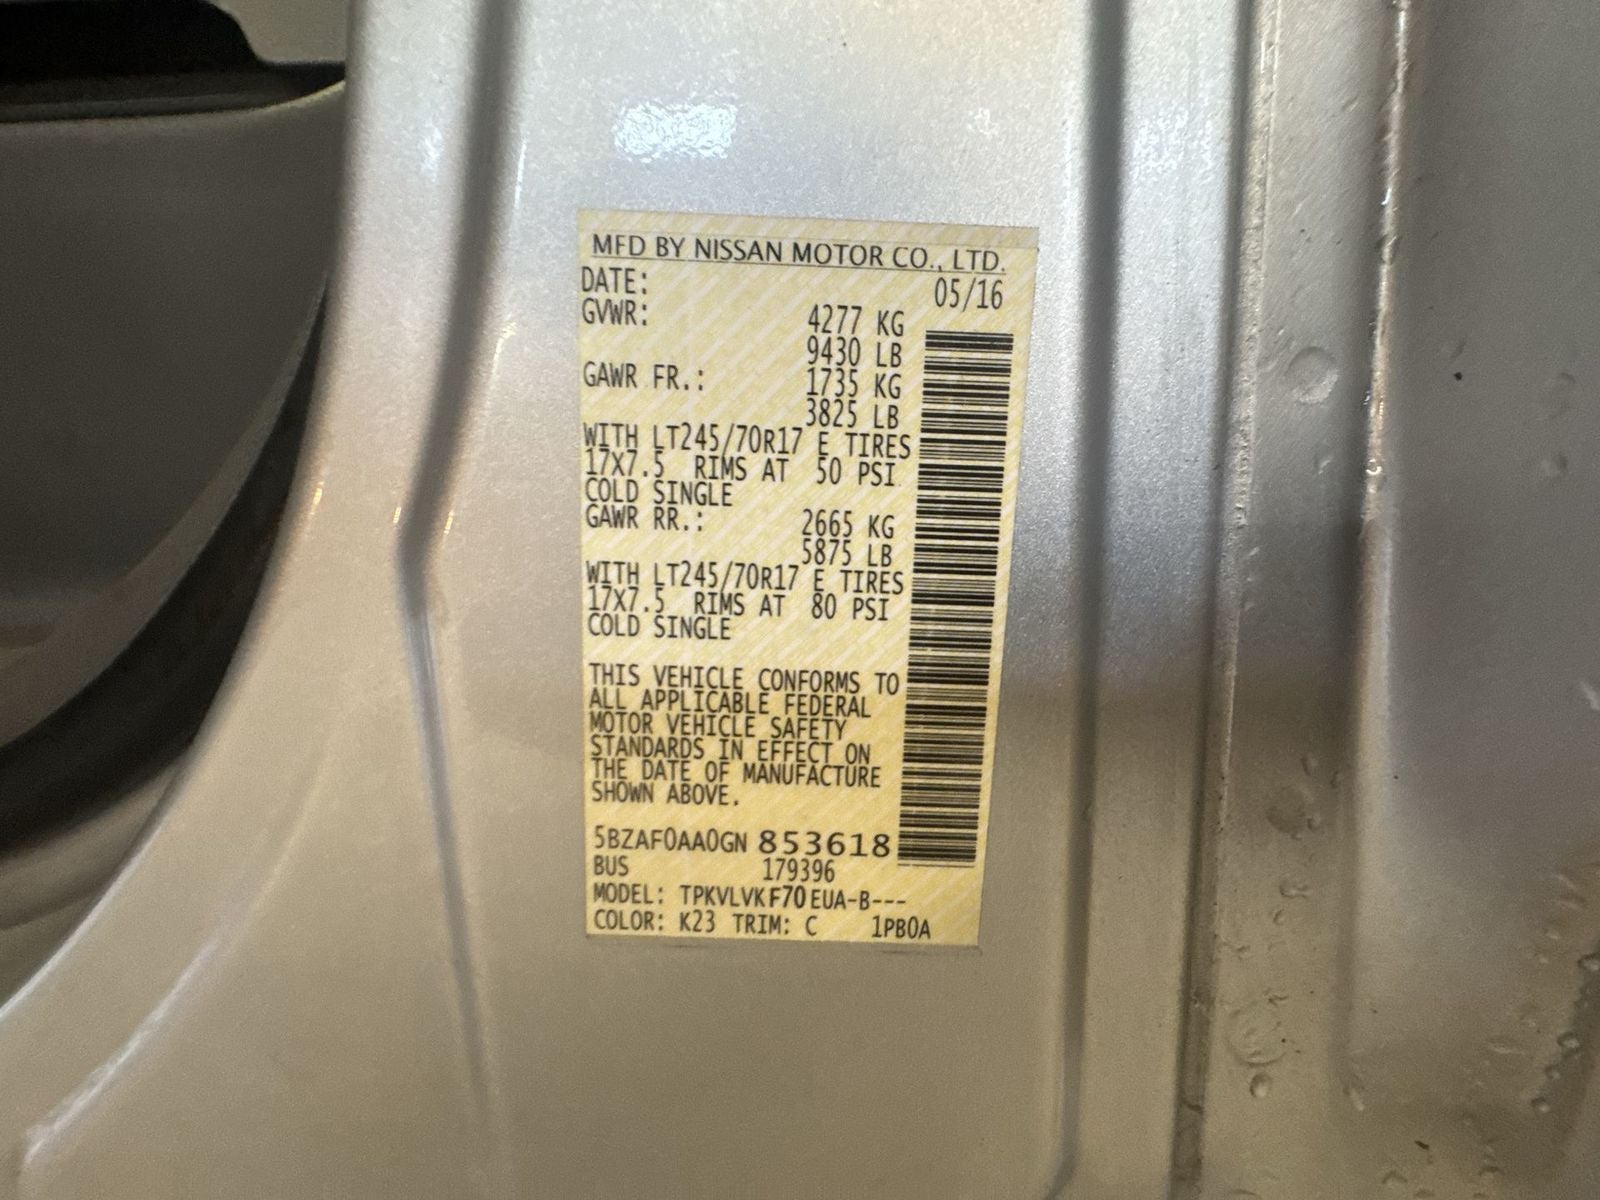 MFD BY NISSAN MOTOR CO., LTD.
DATE: 05/16
GVWR: 4277 KG
9430 LB
GAWR FR.: 1735 KG
3825 LB
WITH LT245/70R17 E TIRES
17X7.5 RIMS AT 50 PSI
COLD SINGLE
GAWR RR.: 2665 KG
5875 LB
WITH LT245/70R17 E TIRES
17X7.5 RIMS AT 80 PSI
COLD SINGLE
THIS VEHICLE CONFORMS TO
ALL APPLICABLE FEDERAL
MOTOR VEHICLE SAFETY
STANDARDS IN EFFECT ON
THE DATE OF MANUFACTURE
SHOWN ABOVE.
5BZAF0AA0GN 853618
BUS 179396
MODEL: TPKVLVKF70EUA-B---
COLOR: K23 TRIM: C 1PB0A